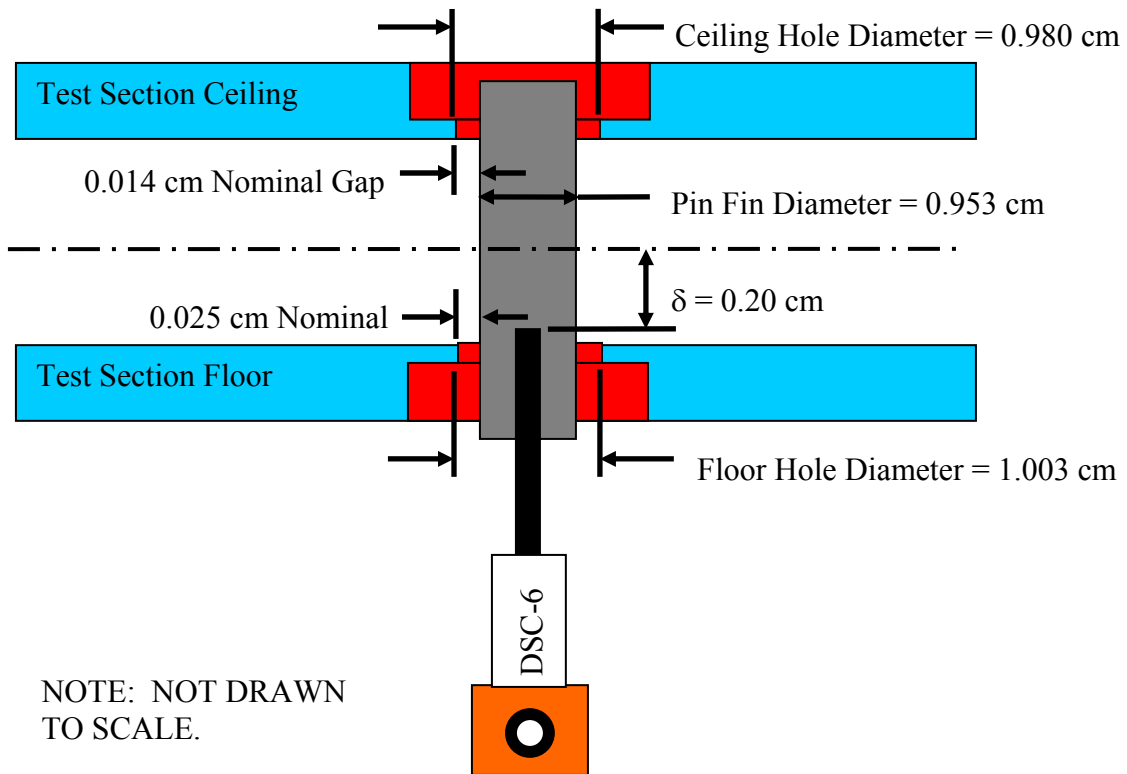 Ceiling Hole Diameter = 0.980 cm
Test Section Ceiling
0.014 cm Nominal Gap
Pin Fin Diameter = 0.953 cm
δ = 0.20 cm
0.025 cm Nominal
Test Section Floor
Floor Hole Diameter = 1.003 cm
DSC-6
NOTE: NOT DRAWN
TO SCALE.